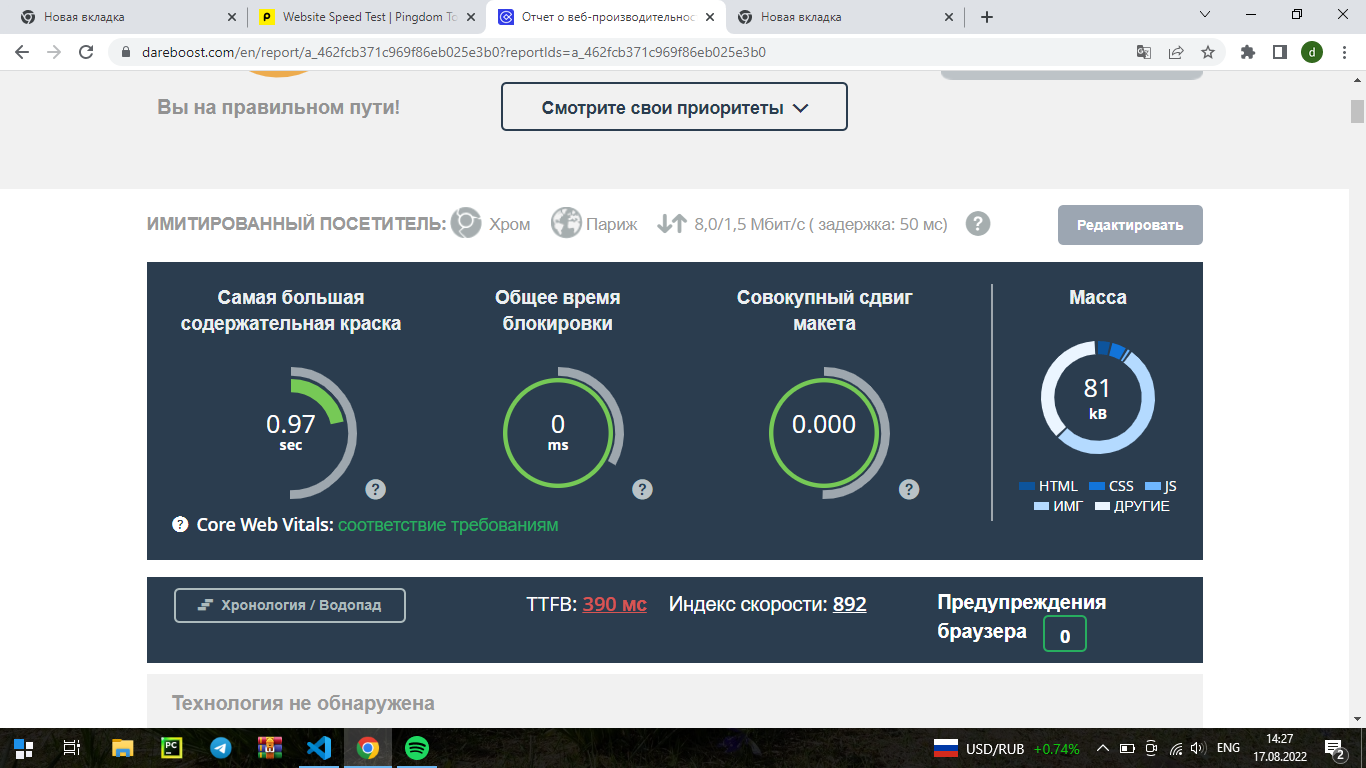 Новая вкладка
Website Speed Test | Pingdom To
Отчет о веб-производительнос
Новая вкладка
dareboost.com/en/report/a_462fcb371c969f86eb025e3b0?reportIds=a_462fcb371c969f86eb025e3b0
d
Вы на правильном пути!
Смотрите свои приоритеты
ИМИТИРОВАННЫЙ ПОСЕТИТЕЛЬ: Хром Париж 8,0/1,5 Мбит/с ( задержка: 50 мс) ?
Редактировать
Самая большая
содержательная краска
0.97
sec
?
Общее время
блокировки
0
ms
?
Совокупный сдвиг
макета
0.000
?
Масса
81
kB
HTML CSS JS
ИМГ ДРУГИЕ
? Core Web Vitals: соответствие требованиям
Хронология / Водопад
TTFB: 390 мс Индекс скорости: 892
Предупреждения
браузера 0
Технология не обнаружена
PC
USD/RUB +0.74%
ENG
14:27
17.08.2022
2